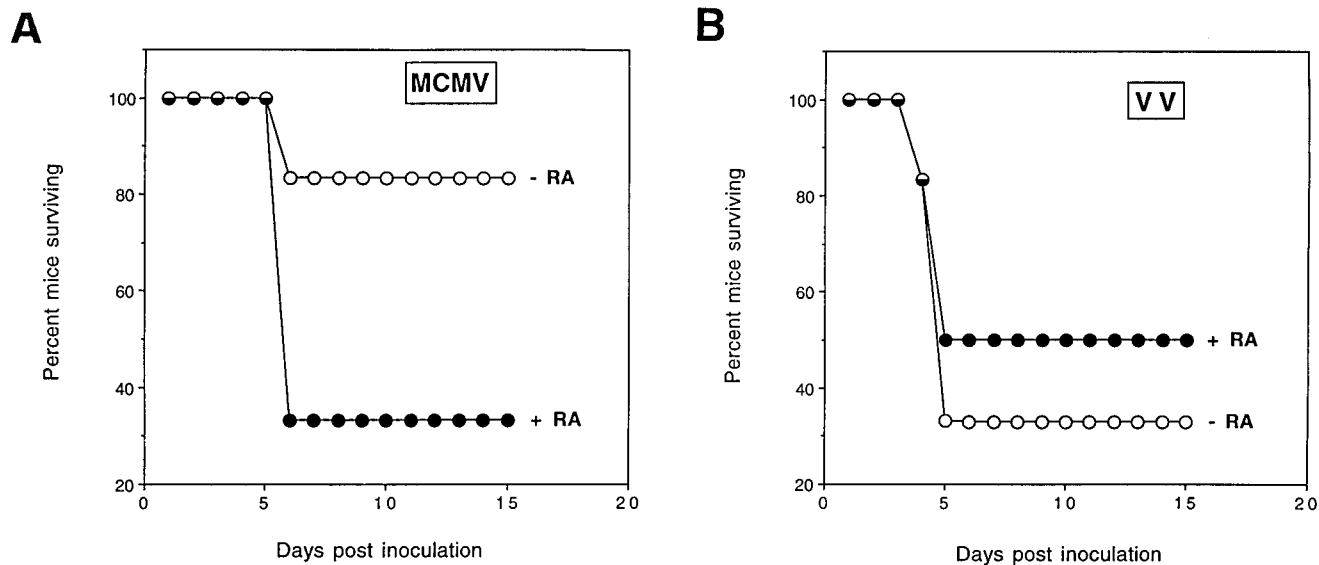 A
MCMV
Percent mice surviving
100
80
60
40
20
- RA
+ RA
0
5
10
15
20
Days post inoculation
B
V V
Percent mice surviving
100
80
60
40
20
+ RA
- RA
0
5
10
15
20
Days post inoculation